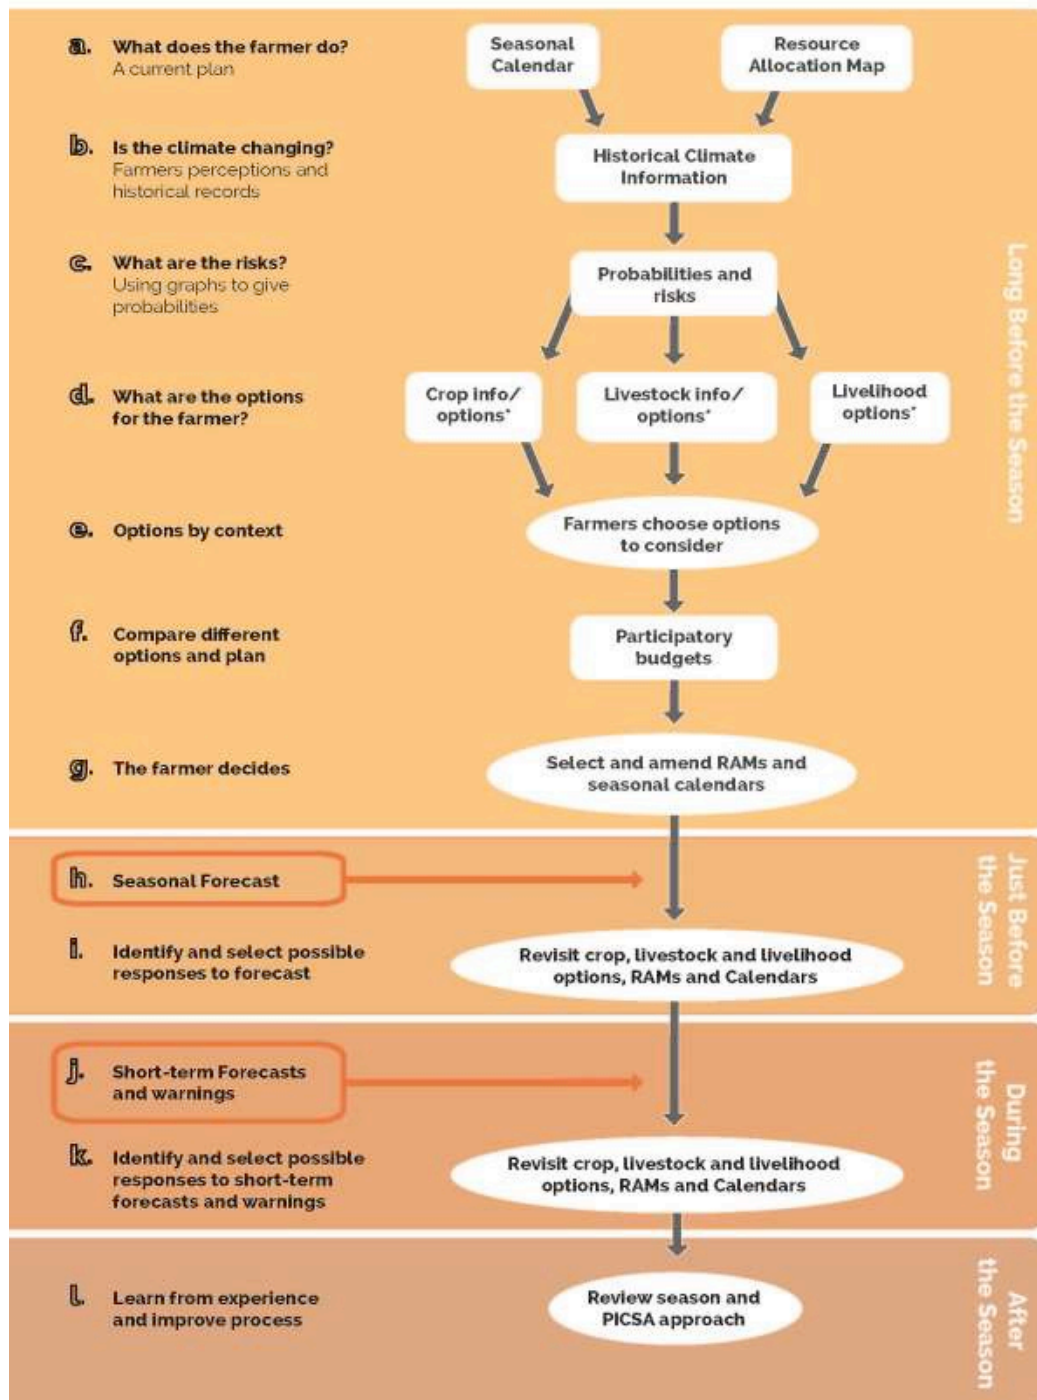 a. What does the farmer do?
A current plan
Seasonal
Calendar
Resource
Allocation Map
b. Is the climate changing?
Farmers perceptions and
historical records
Historical Climate
Information
c. What are the risks?
Using graphs to give
probabilities
Probabilities and
risks
d. What are the options
for the farmer?
Crop info/
options*
Livestock info/
options*
Livelihood
options*
e. Options by context
Farmers choose options
to consider
f. Compare different
options and plan
Participatory
budgets
g. The farmer decides
Select and amend RAMs and
seasonal calendars
Long Before the Season
h. Seasonal Forecast
i. Identify and select possible
responses to forecast
Revisit crop, livestock and livelihood
options, RAMs and Calendars
Just Before
the Season
j. Short-term Forecasts
and warnings
k. Identify and select possible
responses to short-term
forecasts and warnings
Revisit crop, livestock and livelihood
options, RAMs and Calendars
During
the Season
l. Learn from experience
and improve process
Review season and
PICSA approach
After
the Season